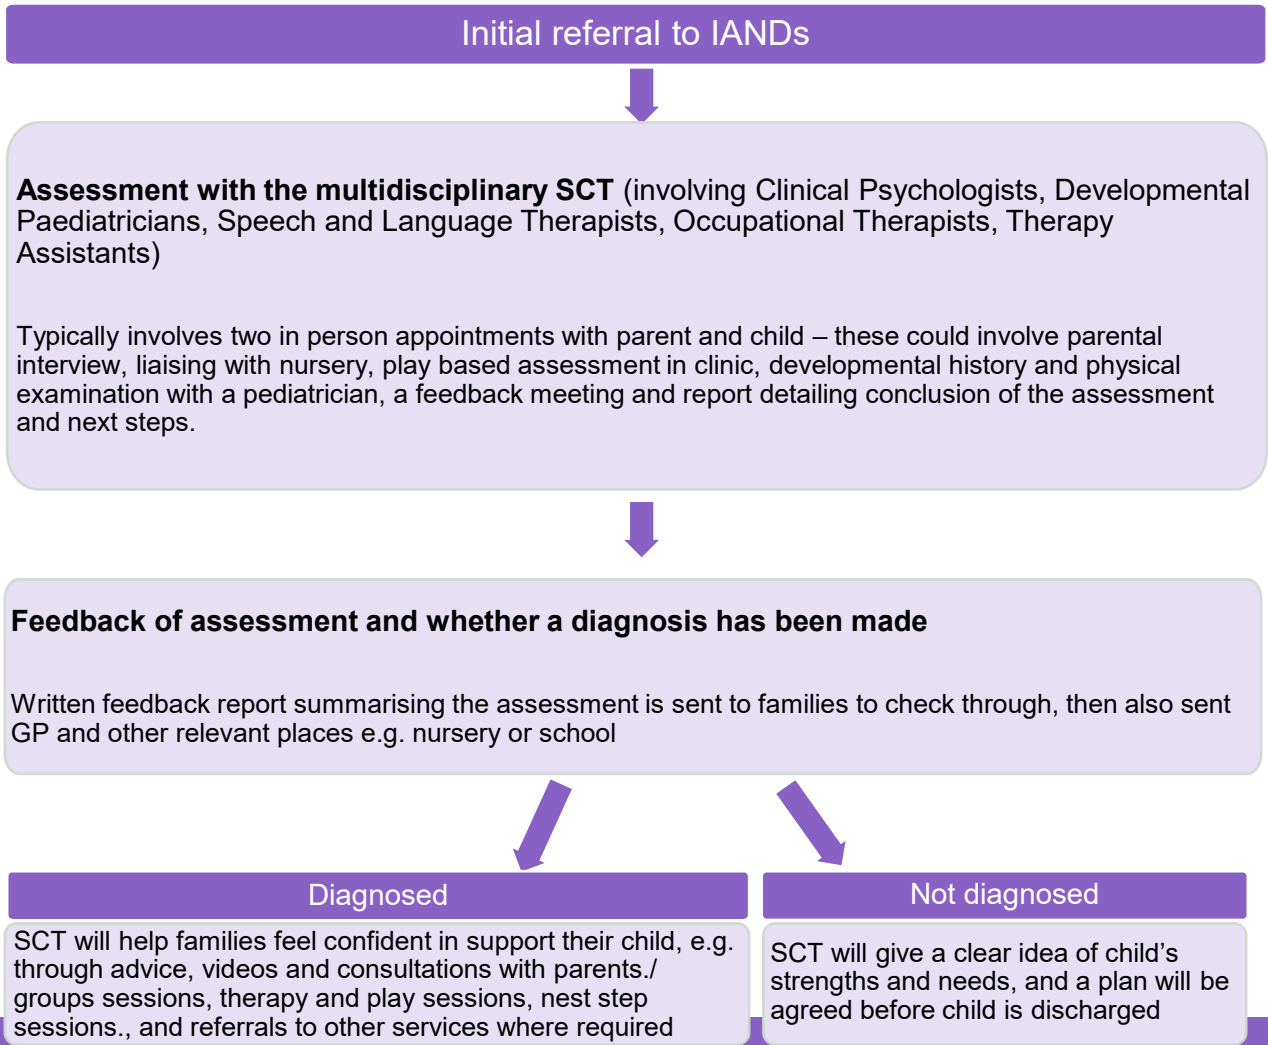 Initial referral to IANDs
Assessment with the multidisciplinary SCT (involving Clinical Psychologists, Developmental
Paediatricians, Speech and Language Therapists, Occupational Therapists, Therapy
Assistants)
Typically involves two in person appointments with parent and child – these could involve parental
interview, liaising with nursery, play based assessment in clinic, developmental history and physical
examination with a pediatrician, a feedback meeting and report detailing conclusion of the assessment
and next steps.
Feedback of assessment and whether a diagnosis has been made
Written feedback report summarising the assessment is sent to families to check through, then also sent
GP and other relevant places e.g. nursery or school
Diagnosed
SCT will help families feel confident in support their child, e.g.
through advice, videos and consultations with parents./
groups sessions, therapy and play sessions, nest step
sessions., and referrals to other services where required
Not diagnosed
SCT will give a clear idea of child’s
strengths and needs, and a plan will be
agreed before child is discharged